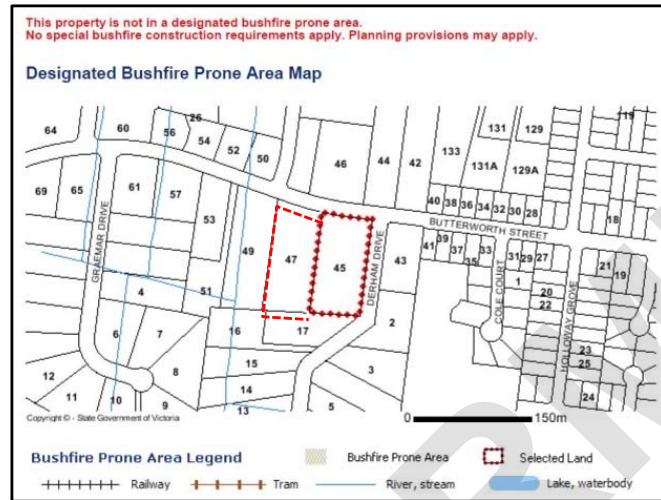 This property is not in a designated bushfire prone area.
No special bushfire construction requirements apply. Planning provisions may apply.
Designated Bushfire Prone Area Map
64
60
56
26
54
52
50
46
44
42
133
131
129
119
131A
129A
69
65
61
57
53
49
47
45
43
40 38 36 34 32 30 28
18
BUTTERWORTH STREET
41
39
37
35
33
31
29
27
21
19
GRAEMAR DRIVE
DERHAM DRIVE
COLE COURT
HOLLOWAY GROVE
4
51
1
20
22
6
7
16
17
2
23
25
24
8
15
3
12
11
10
9
14
13
5
Copyright © - State Government of Victoria
0 150m
Bushfire Prone Area Legend
Bushfire Prone Area
Selected Land
Railway
Tram
River, stream
Lake, waterbody